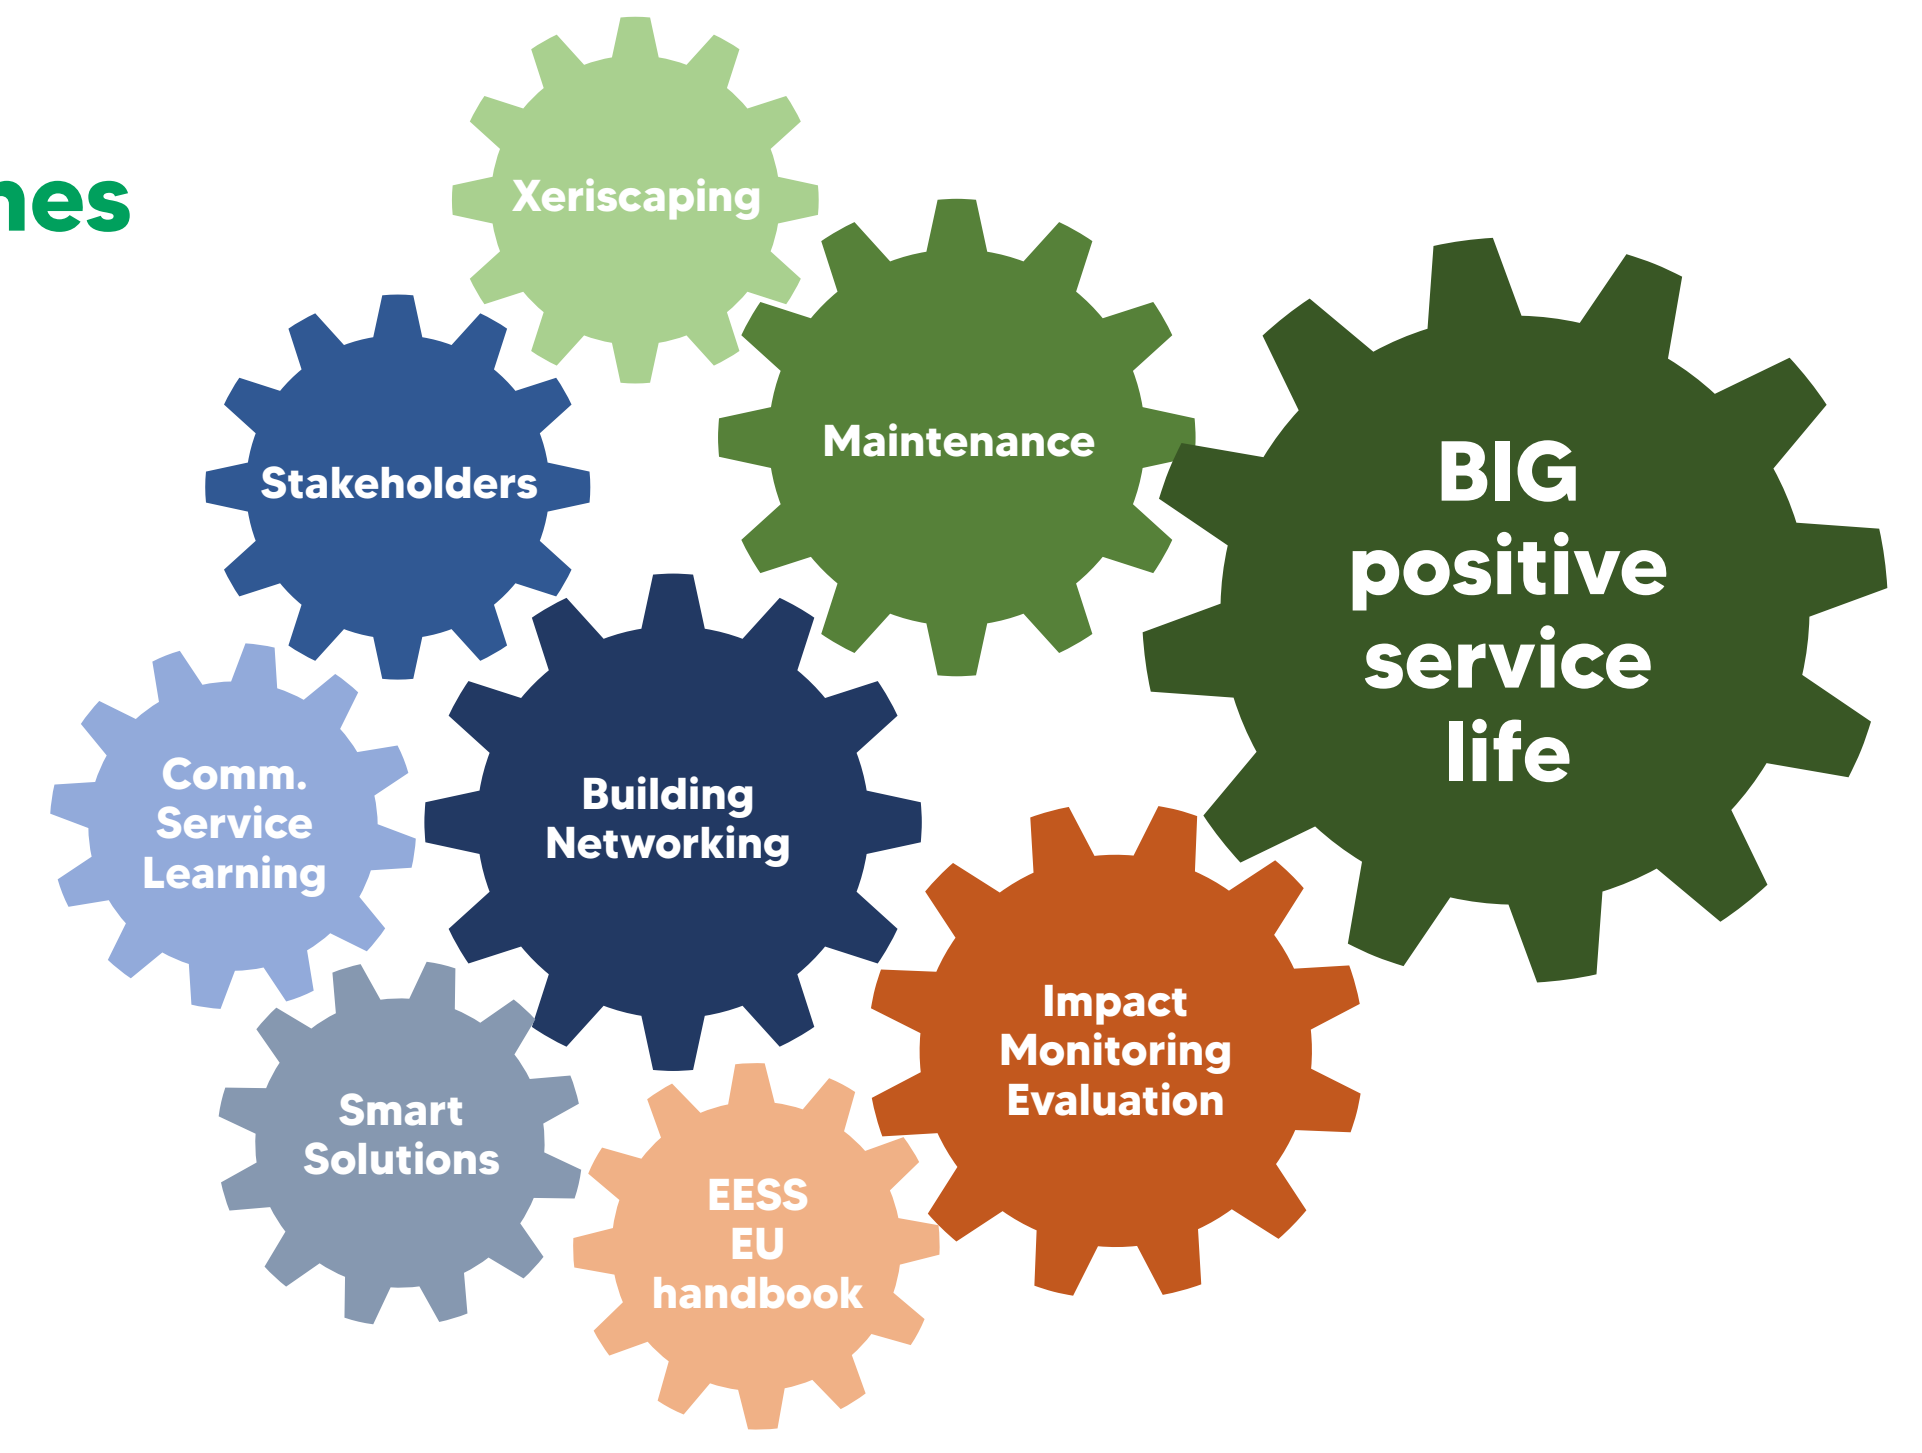 nes
Xeriscaping
Maintenance
Stakeholders
BIG
positive
service
life
Comm.
Service
Learning
Building
Networking
Impact
Monitoring
Evaluation
Smart
Solutions
EESS
EU
handbook